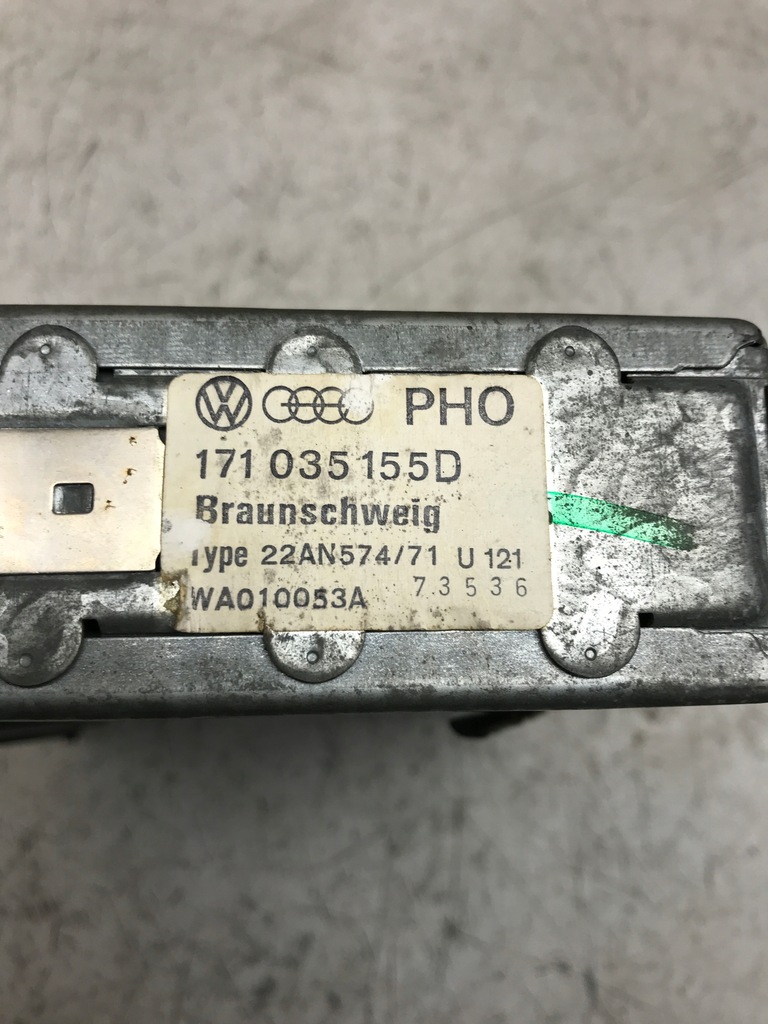 PHO
171 035 155D
Braunschweig
Type 22AN574/71 U 121
WA010053A 73536